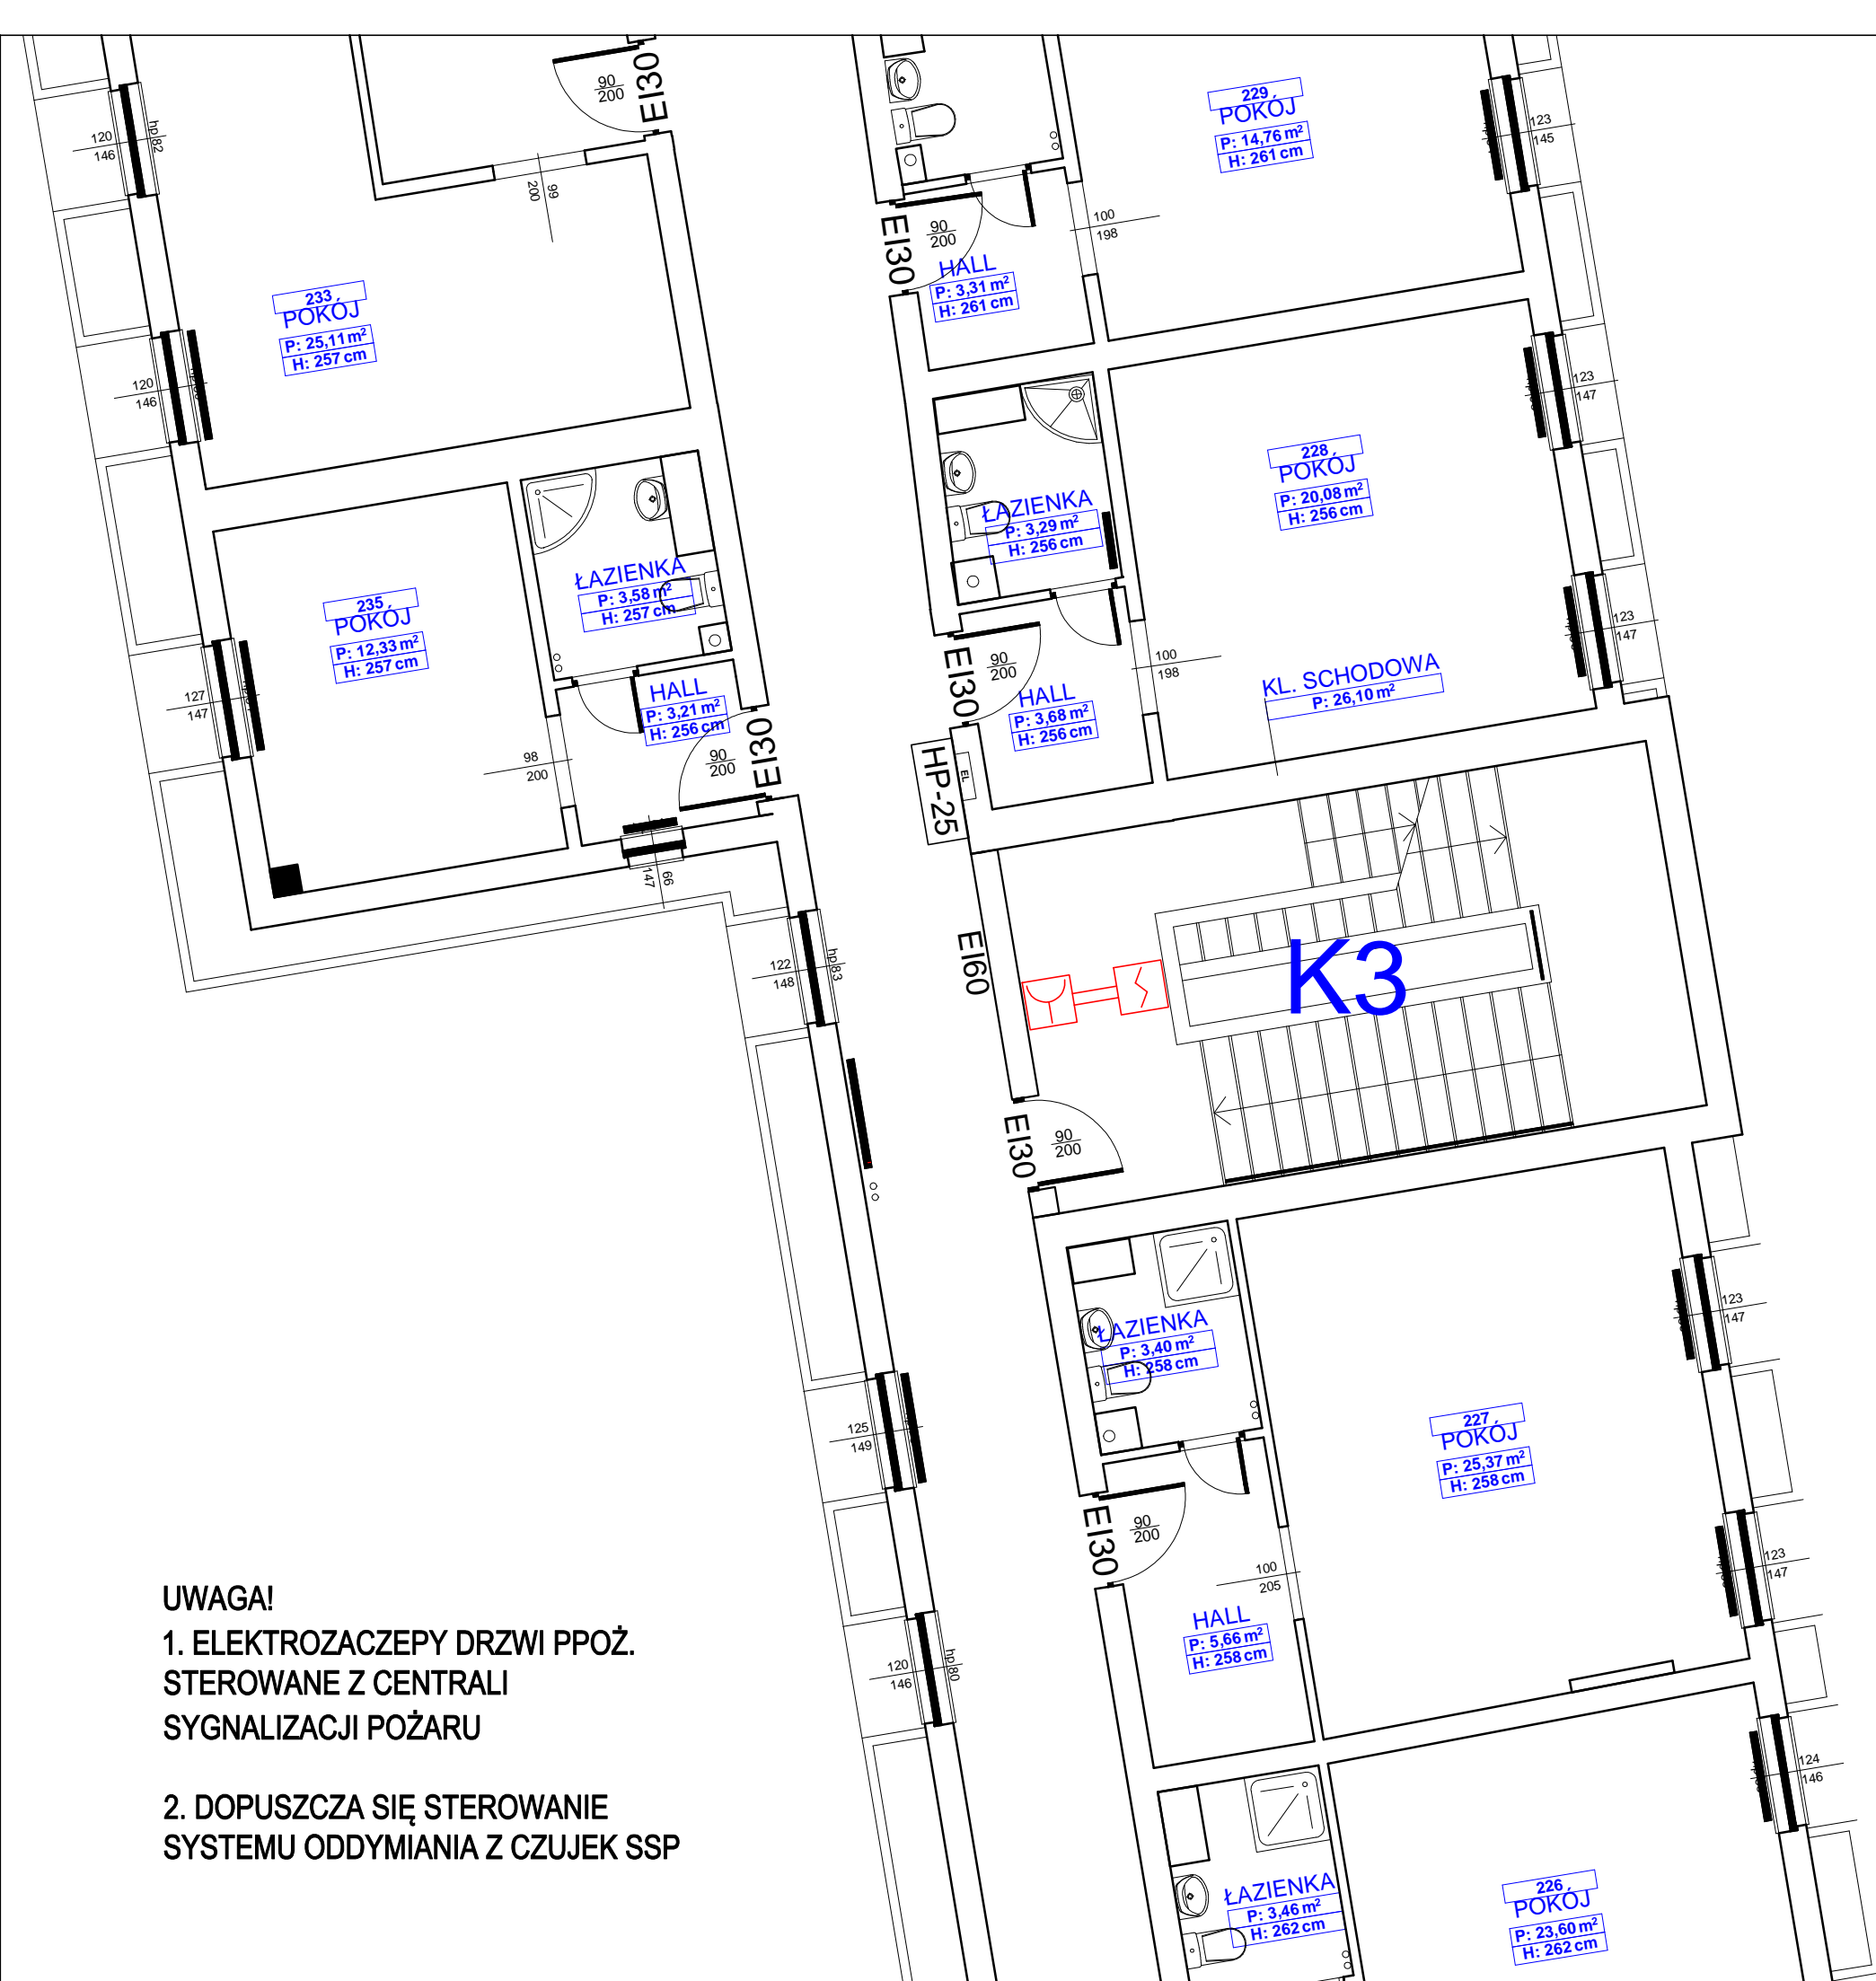 90
200
EI30
120
146
hp 82
99
200
233
POKÓJ
P: 25,11 m²
H: 257 cm
120
146
229
POKÓJ
P: 14,76 m²
H: 261 cm
123
145
90
200
EI30
100
198
HALL
P: 3,31 m²
H: 261 cm
228
POKÓJ
P: 20,08 m²
H: 256 cm
123
147
123
147
ŁAZIENKA
P: 3,29 m²
H: 256 cm
ŁAZIENKA
P: 3,58 m²
H: 257 cm
235
POKÓJ
P: 12,33 m²
H: 257 cm
127
147
98
200
HALL
P: 3,21 m²
H: 256 cm
90
200
EI30
66
147
90
200
EI30
100
198
HALL
P: 3,68 m²
H: 256 cm
KL. SCHODOWA
P: 26,10 m²
HP-25
EL
EI60
K3
122
148
hp 83
EI30
90
200
ŁAZIENKA
P: 3,40 m²
H: 258 cm
123
147
125
149
227
POKÓJ
P: 25,37 m²
H: 258 cm
90
200
EI30
100
205
123
147
HALL
P: 5,66 m²
H: 258 cm
120
146
hp 80
124
146
ŁAZIENKA
P: 3,46 m²
H: 262 cm
226
POKÓJ
P: 23,60 m²
H: 262 cm
UWAGA!
1. ELEKTROZACZEPY DRZWI PPOŻ.
STEROWANE Z CENTRALI
SYGNALIZACJI POŻARU
2. DOPUSZCZA SIĘ STEROWANIE
SYSTEMU ODDYMIANIA Z CZUJEK SSP